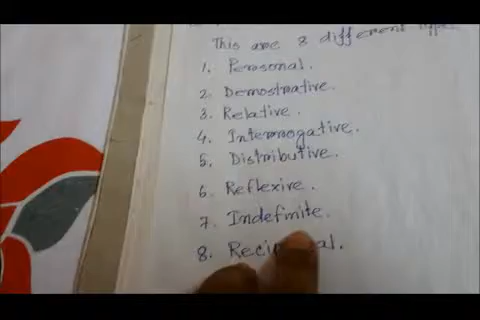 This are 8 different types
1. Personal.
2. Demostrative.
3. Relative.
4. Interrogative.
5. Distributive.
6. Reflexive.
7. Indefinite.
8.